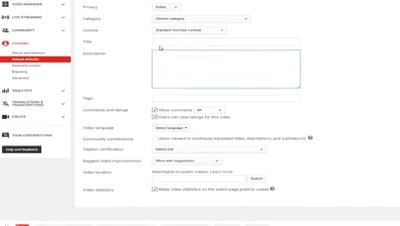 VIDEO MANAGER
LIVE STREAMING
COMMUNITY
CHANNEL
Status and features
Upload defaults
Featured content
Branding
Advanced
ANALYTICS
TRANSLATIONS &
TRANSCRIPTIONS
CREATE
YOUR CONTRIBUTIONS
Help and feedback
Privacy
Public
Category
Choose category
License
Standard YouTube License
Title
Description
Tags
Comments and ratings
Allow comments
All
Users can view ratings for this video
Video language
Select language
Community contributions
Allow viewers to contribute translated titles, descriptions, and subtitles/CC
Caption certification
Select one
Suggest video improvements
Allow web suggestions
Video location
Searchable on public videos. Learn more
Search
Video statistics
Make video statistics on the watch page publicly visible